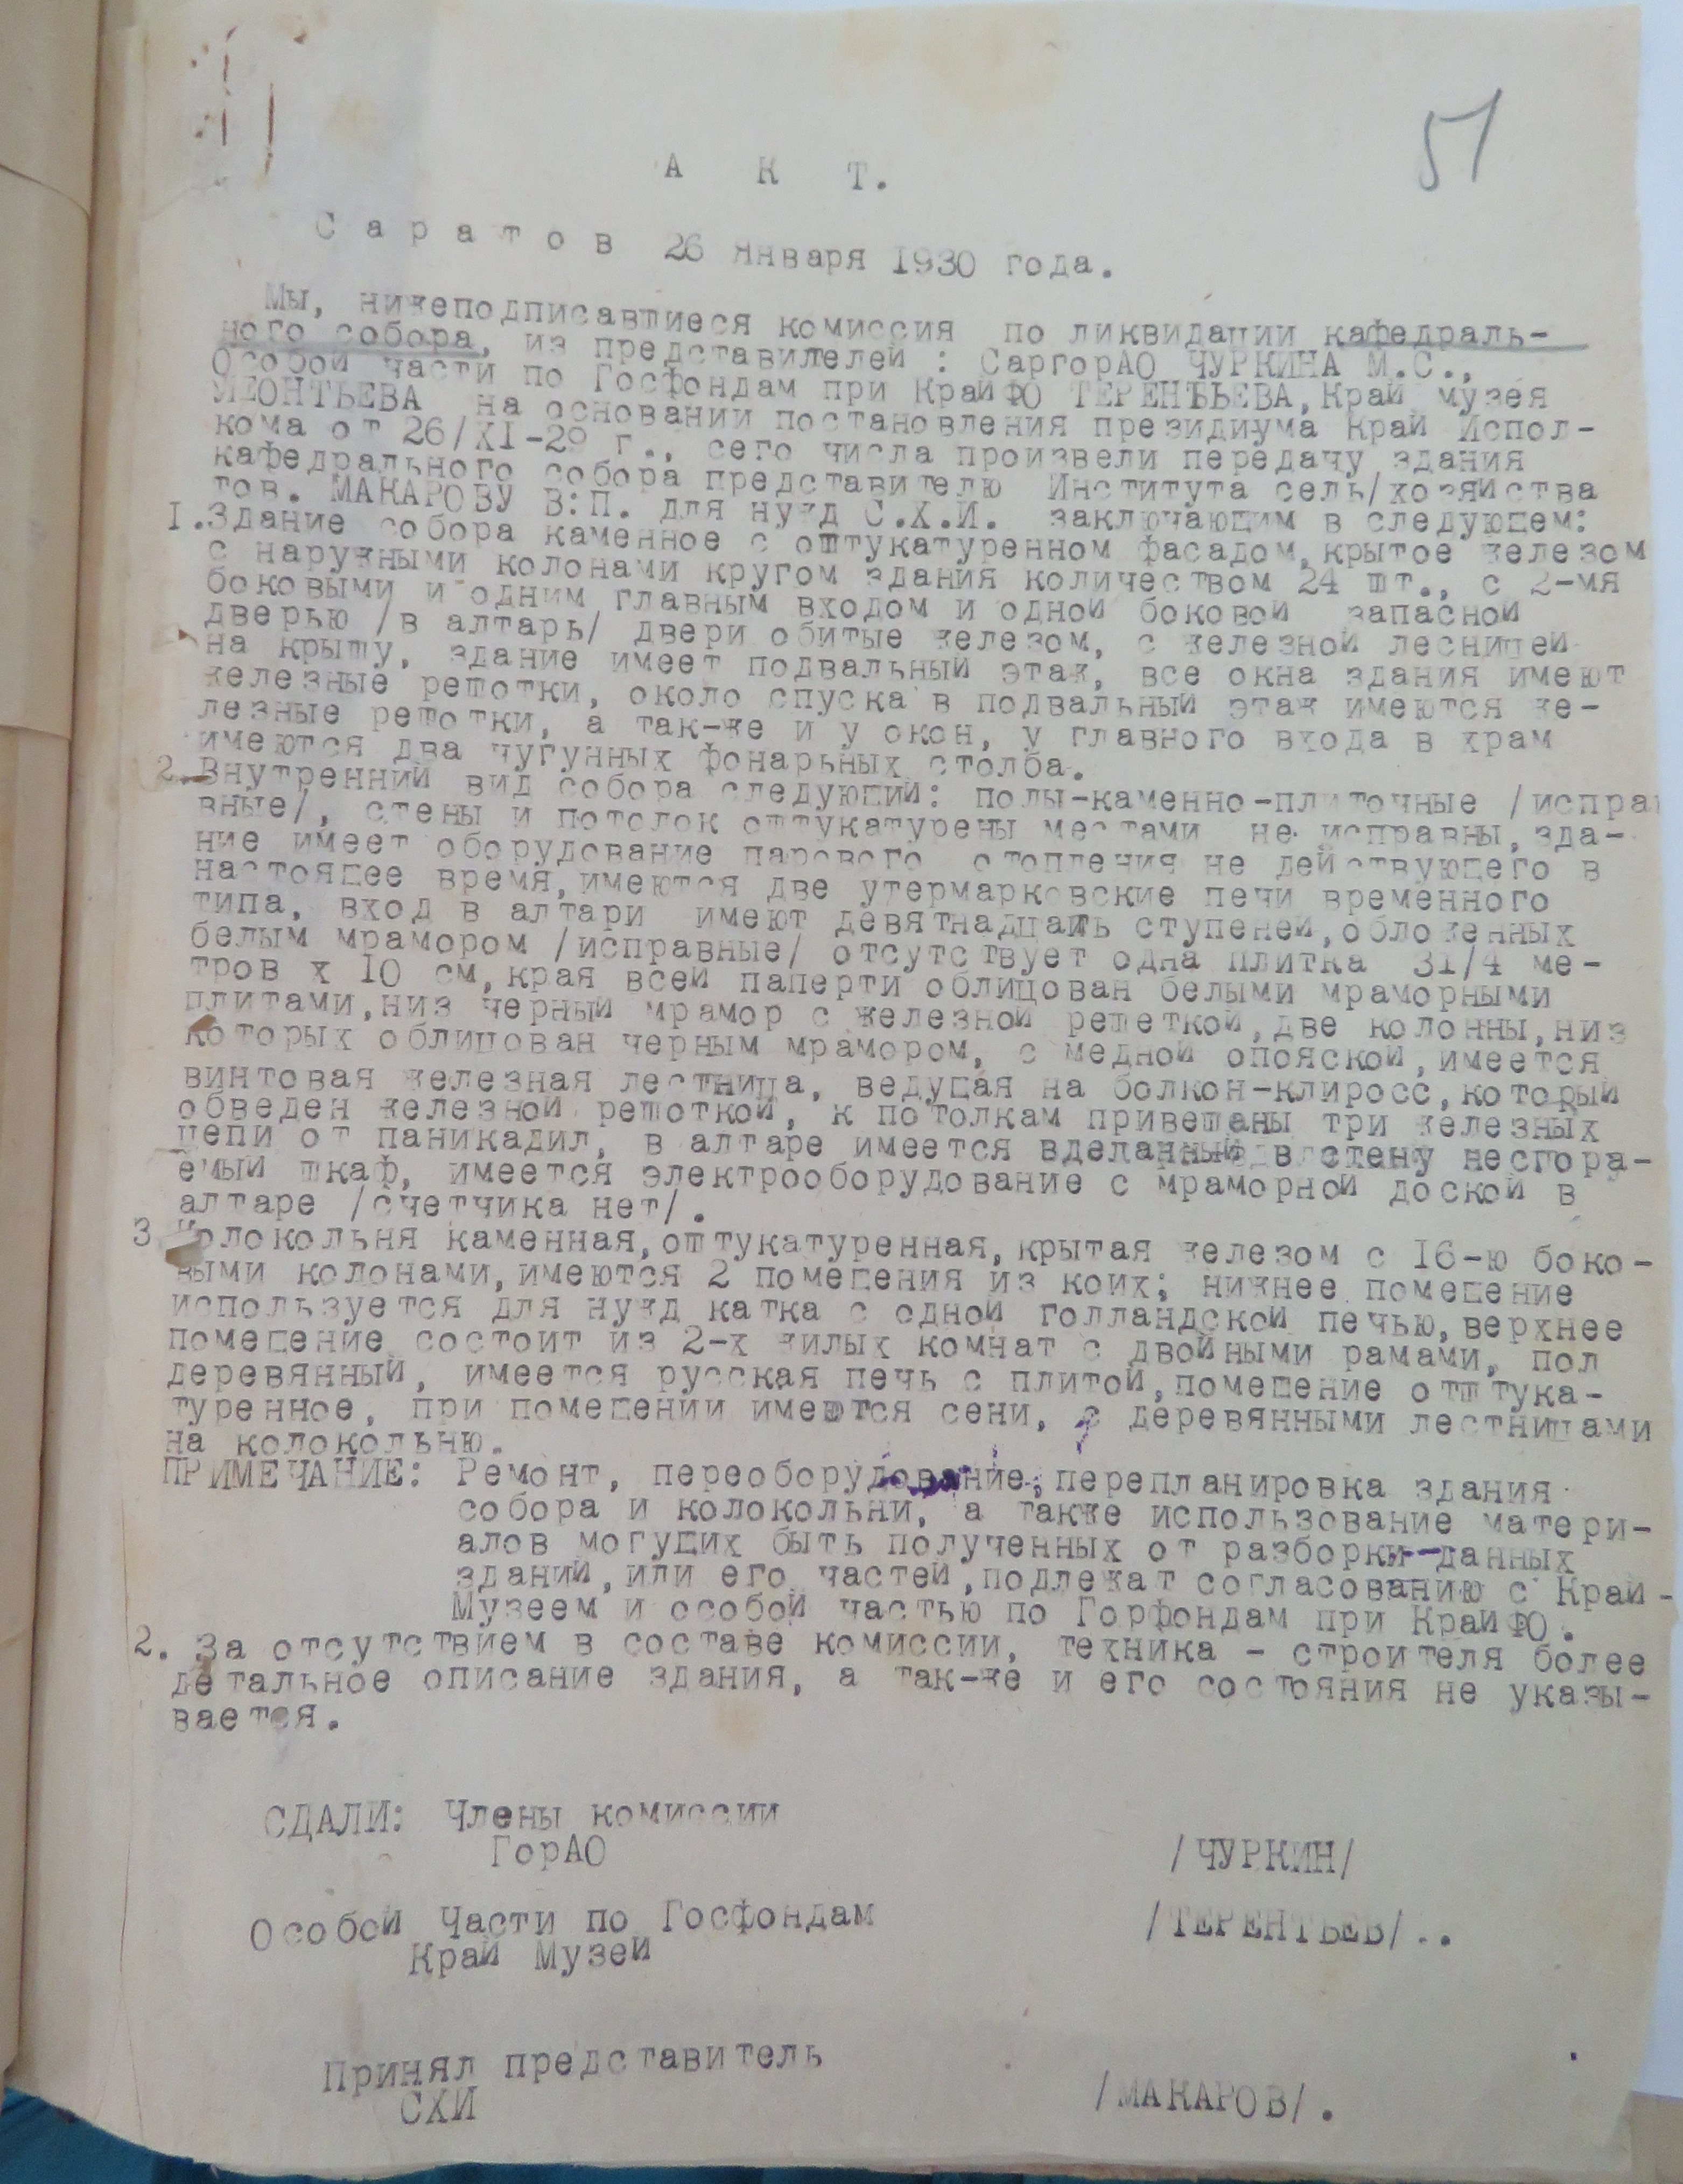 51
А К Т.
Саратов 26 января 1930 года.
Мы, нижеподписавшиеся комиссия по ликвидации кафедраль-
ного собора, из представителей : СаргорАО ЧУРКИНА М.С.,
Особой части по Госфондам при КрайФО ТЕРЕНТЬЕВА, Край музея
ЛЕОНТЬЕВА на основании постановления президиума Край Испол-
кома от 26/XI-29 г., сего числа произвели передачу здания
кафедрального собора представителю Института сель/хозяйства
тов. МАКАРОВУ В:П. для нужд С.Х.И. заключающим в следующем:
1.Здание собора каменное с оштукатуренном фасадом, крытое железом
с наружными колонами кругом здания количеством 24 шт., с 2-мя
боковыми и одним главным входом и одной боковой запасной
дверью /в алтарь/ двери обитые железом, с железной лесницей
на крышу, здание имеет подвальный этаж, все окна здания имеют
железные решотки, около спуска в подвальный этаж имеются же-
лезные решотки, а так-же и у окон, у главного входа в храм
имеются два чугунных фонарьных столба.
2.Внутренний вид собора следующий: полы-каменно-плиточные /испра
вные/, стены и потолок оштукатурены местами не исправны, зда-
ние имеет оборудование парового отопления не действующего в
настоящее время, имеются две утермарковские печи временного
типа, вход в алтари имеют девятнадцать ступеней, обложенных
белым мрамором /исправные/ отсутствует одна плитка 31/4 ме-
тров х 10 см, края всей паперти облицован белыми мраморными
плитами, низ черный мрамор с железной решеткой, две колонны, низ
которых облицован черным мрамором, с медной опояской, имеется
винтовая железная лестница, ведущая на болкон-клиросс, который
обведен железной решоткой, к потолкам привешаны три железных
цепи от паникадил, в алтаре имеется вделанный в стену несгора-
емый шкаф, имеется электрооборудование с мраморной доской в
алтаре /счетчика нет/.
3.Колокольня каменная, оштукатуренная, крытая железом с 16-ю боко-
выми колонами, имеются 2 помещения из коих; нижнее помещение
используется для нужд катка с одной голландской печью, верхнее
помещение состоит из 2-х жилых комнат с двойными рамами, пол
деревянный, имеется русская печь с плитой, помещение отштука-
туренное, при помещении имеются сени, с деревянными лестницами
на колокольню.
ПРИМЕЧАНИЕ: Ремонт, переоборудование, перепланировка здания
собора и колокольни, а также использование матери-
алов могущих быть полученных от разборки данных
зданий, или его частей, подлежат согласованию с Край-
Музеем и особой частью по Горфондам при КрайФО.
2. За отсутствием в составе комиссии, техника - строителя более
детальное описание здания, а так-же и его состояния не указы-
вается.
СДАЛИ: Члены комиссии
ГорАО /ЧУРКИН/
Особой Части по Госфондам /ТЕРЕНТЬЕВ/..
Край Музей
Принял представитель
СХИ /МАКАРОВ/.